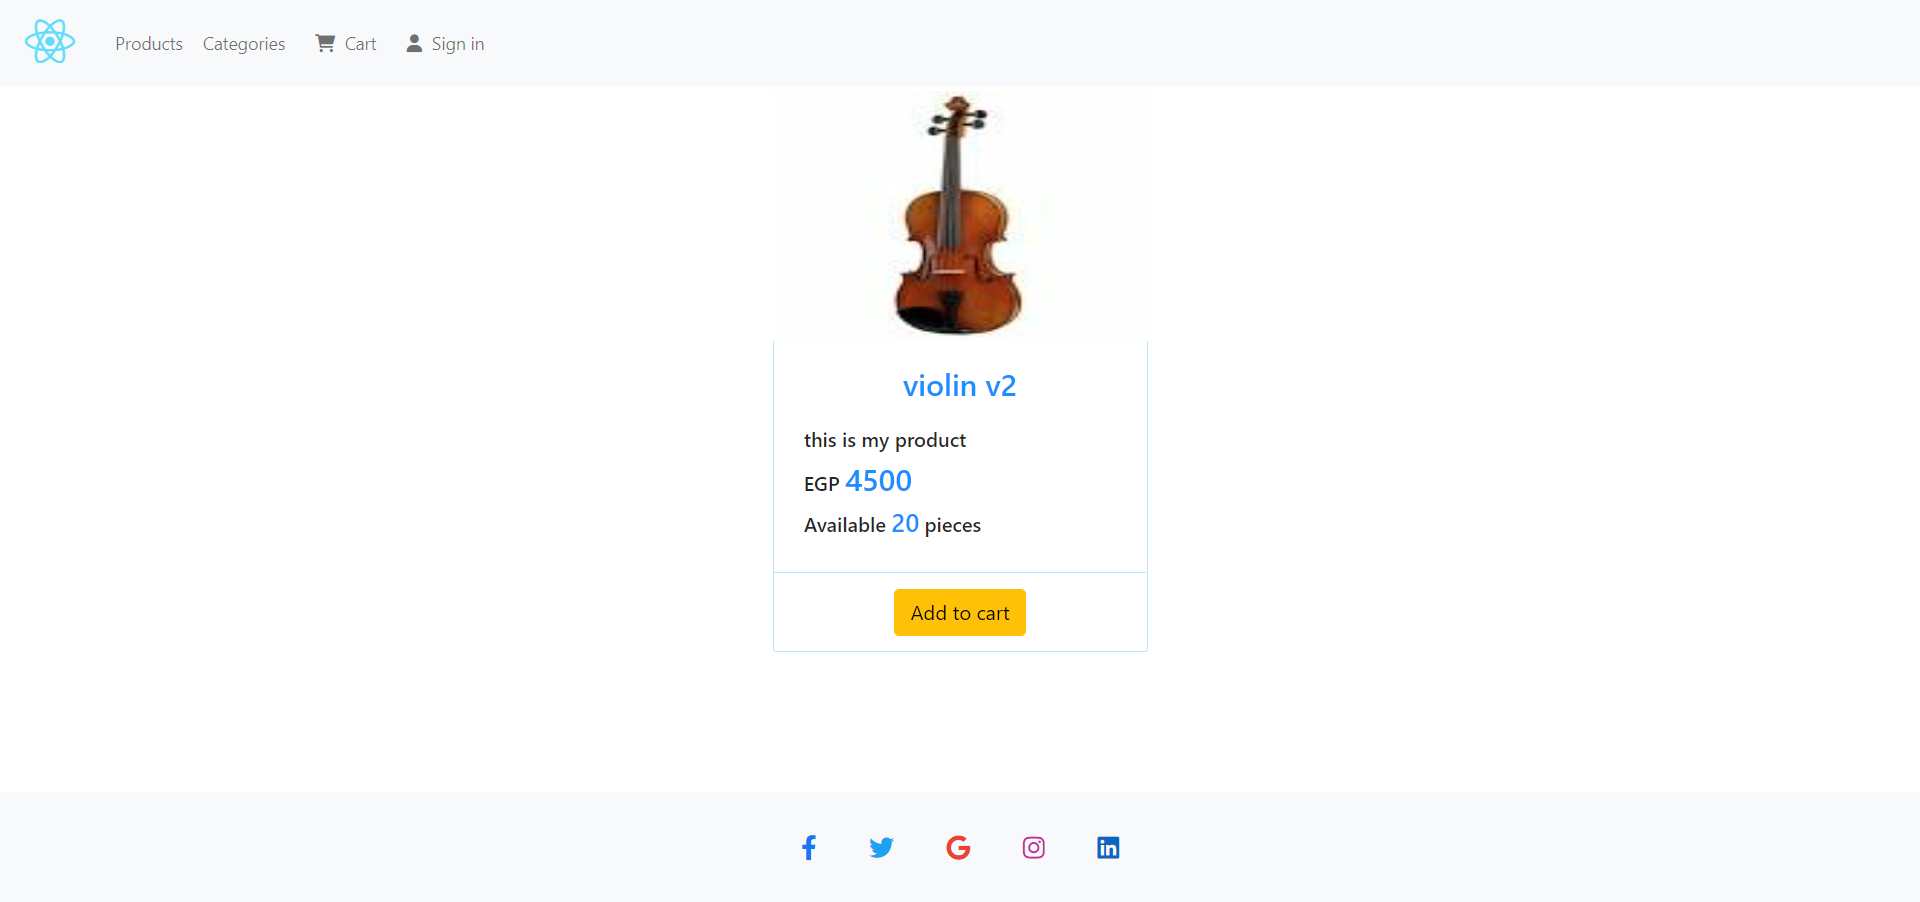 Products Categories Cart Sign in
violin v2
this is my product
EGP 4500
Available 20 pieces
Add to cart